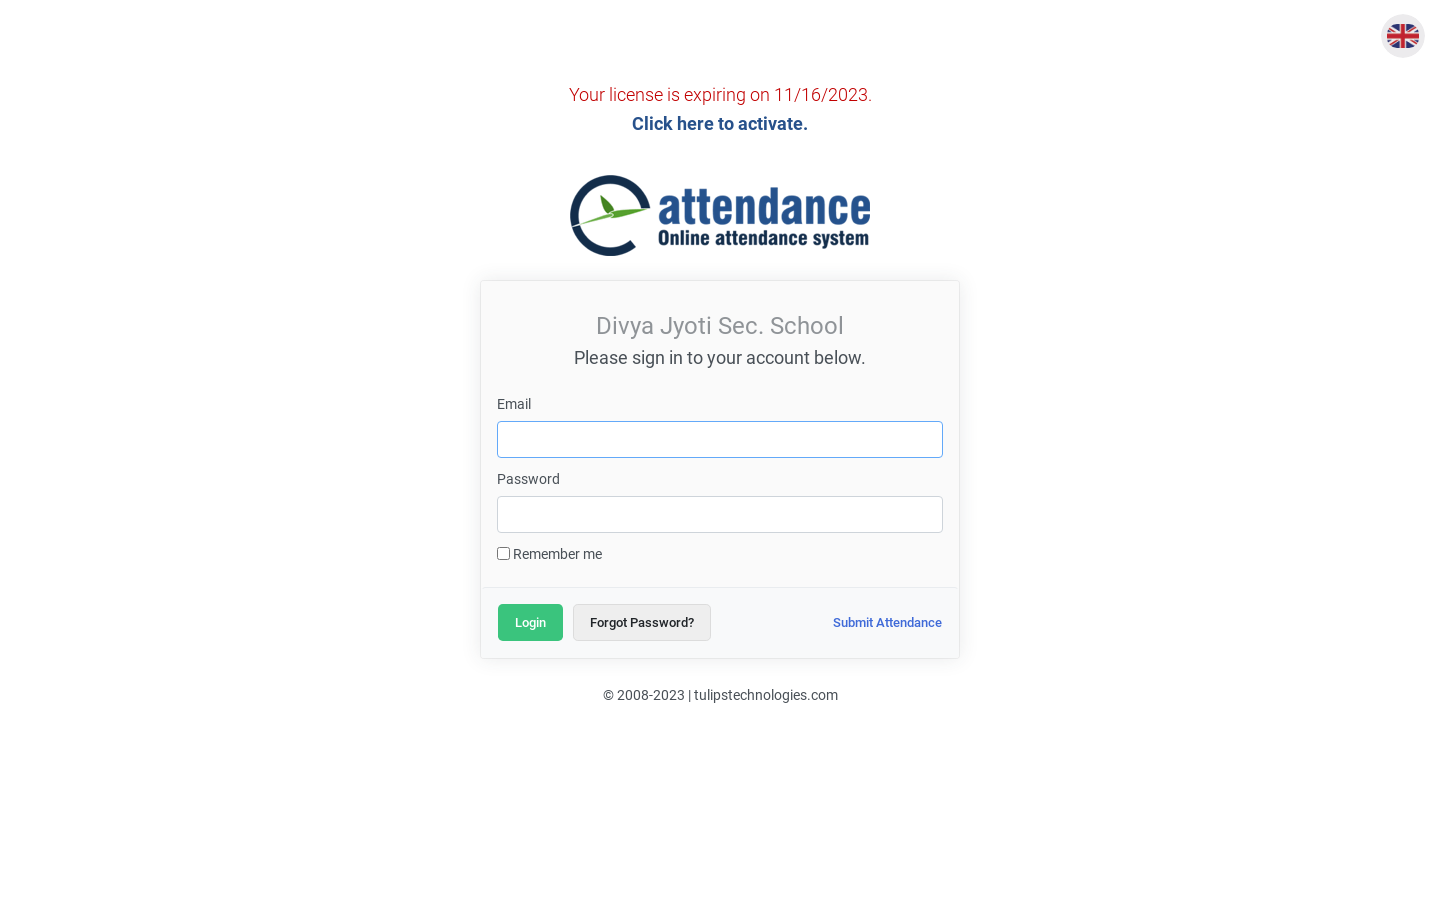 Your license is expiring on 11/16/2023.
Click here to activate.
attendance
Online attendance system
Divya Jyoti Sec. School
Please sign in to your account below.
Email
Password
Remember me
Login
Forgot Password?
Submit Attendance
© 2008-2023 | tulipstechnologies.com